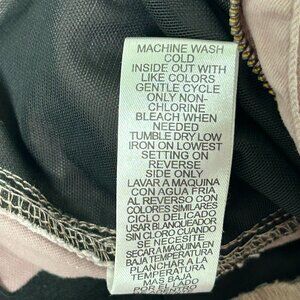 MACHINE WASH
COLD
INSIDE OUT WITH
LIKE COLORS
GENTLE CYCLE
ONLY NON-
CHLORINE
BLEACH WHEN
NEEDED
TUMBLE DRY LOW
IRON ON LOWEST
SETTING ON
REVERSE
SIDE ONLY
LAVAR A MAQUINA
CON AGUA FRIA
AL REVERSO CON
COLORES SIMILARES
CICLO DELICADO
USAR BLANQUEADOR
SIN CLORO CUANDO
SE NECESITE
SECAR A MAQUINA EN
BAJA TEMPERATURA
PLANCHAR A LA
TEMPERATURA
MAS BAJA
POR DENTRO